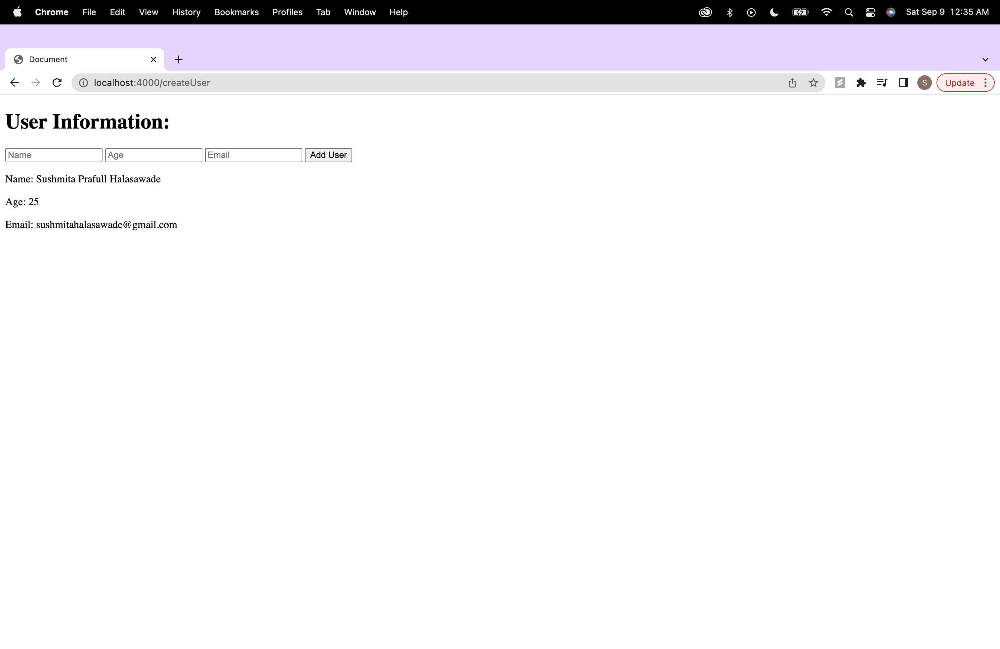 Chrome File Edit View History Bookmarks Profiles Tab Window Help Sat Sep 9 12:35 AM
Document
localhost:4000/createUser S Update
User Information:
Name Age Email Add User
Name: Sushmita Prafull Halasawade
Age: 25
Email: sushmitahalasawade@gmail.com